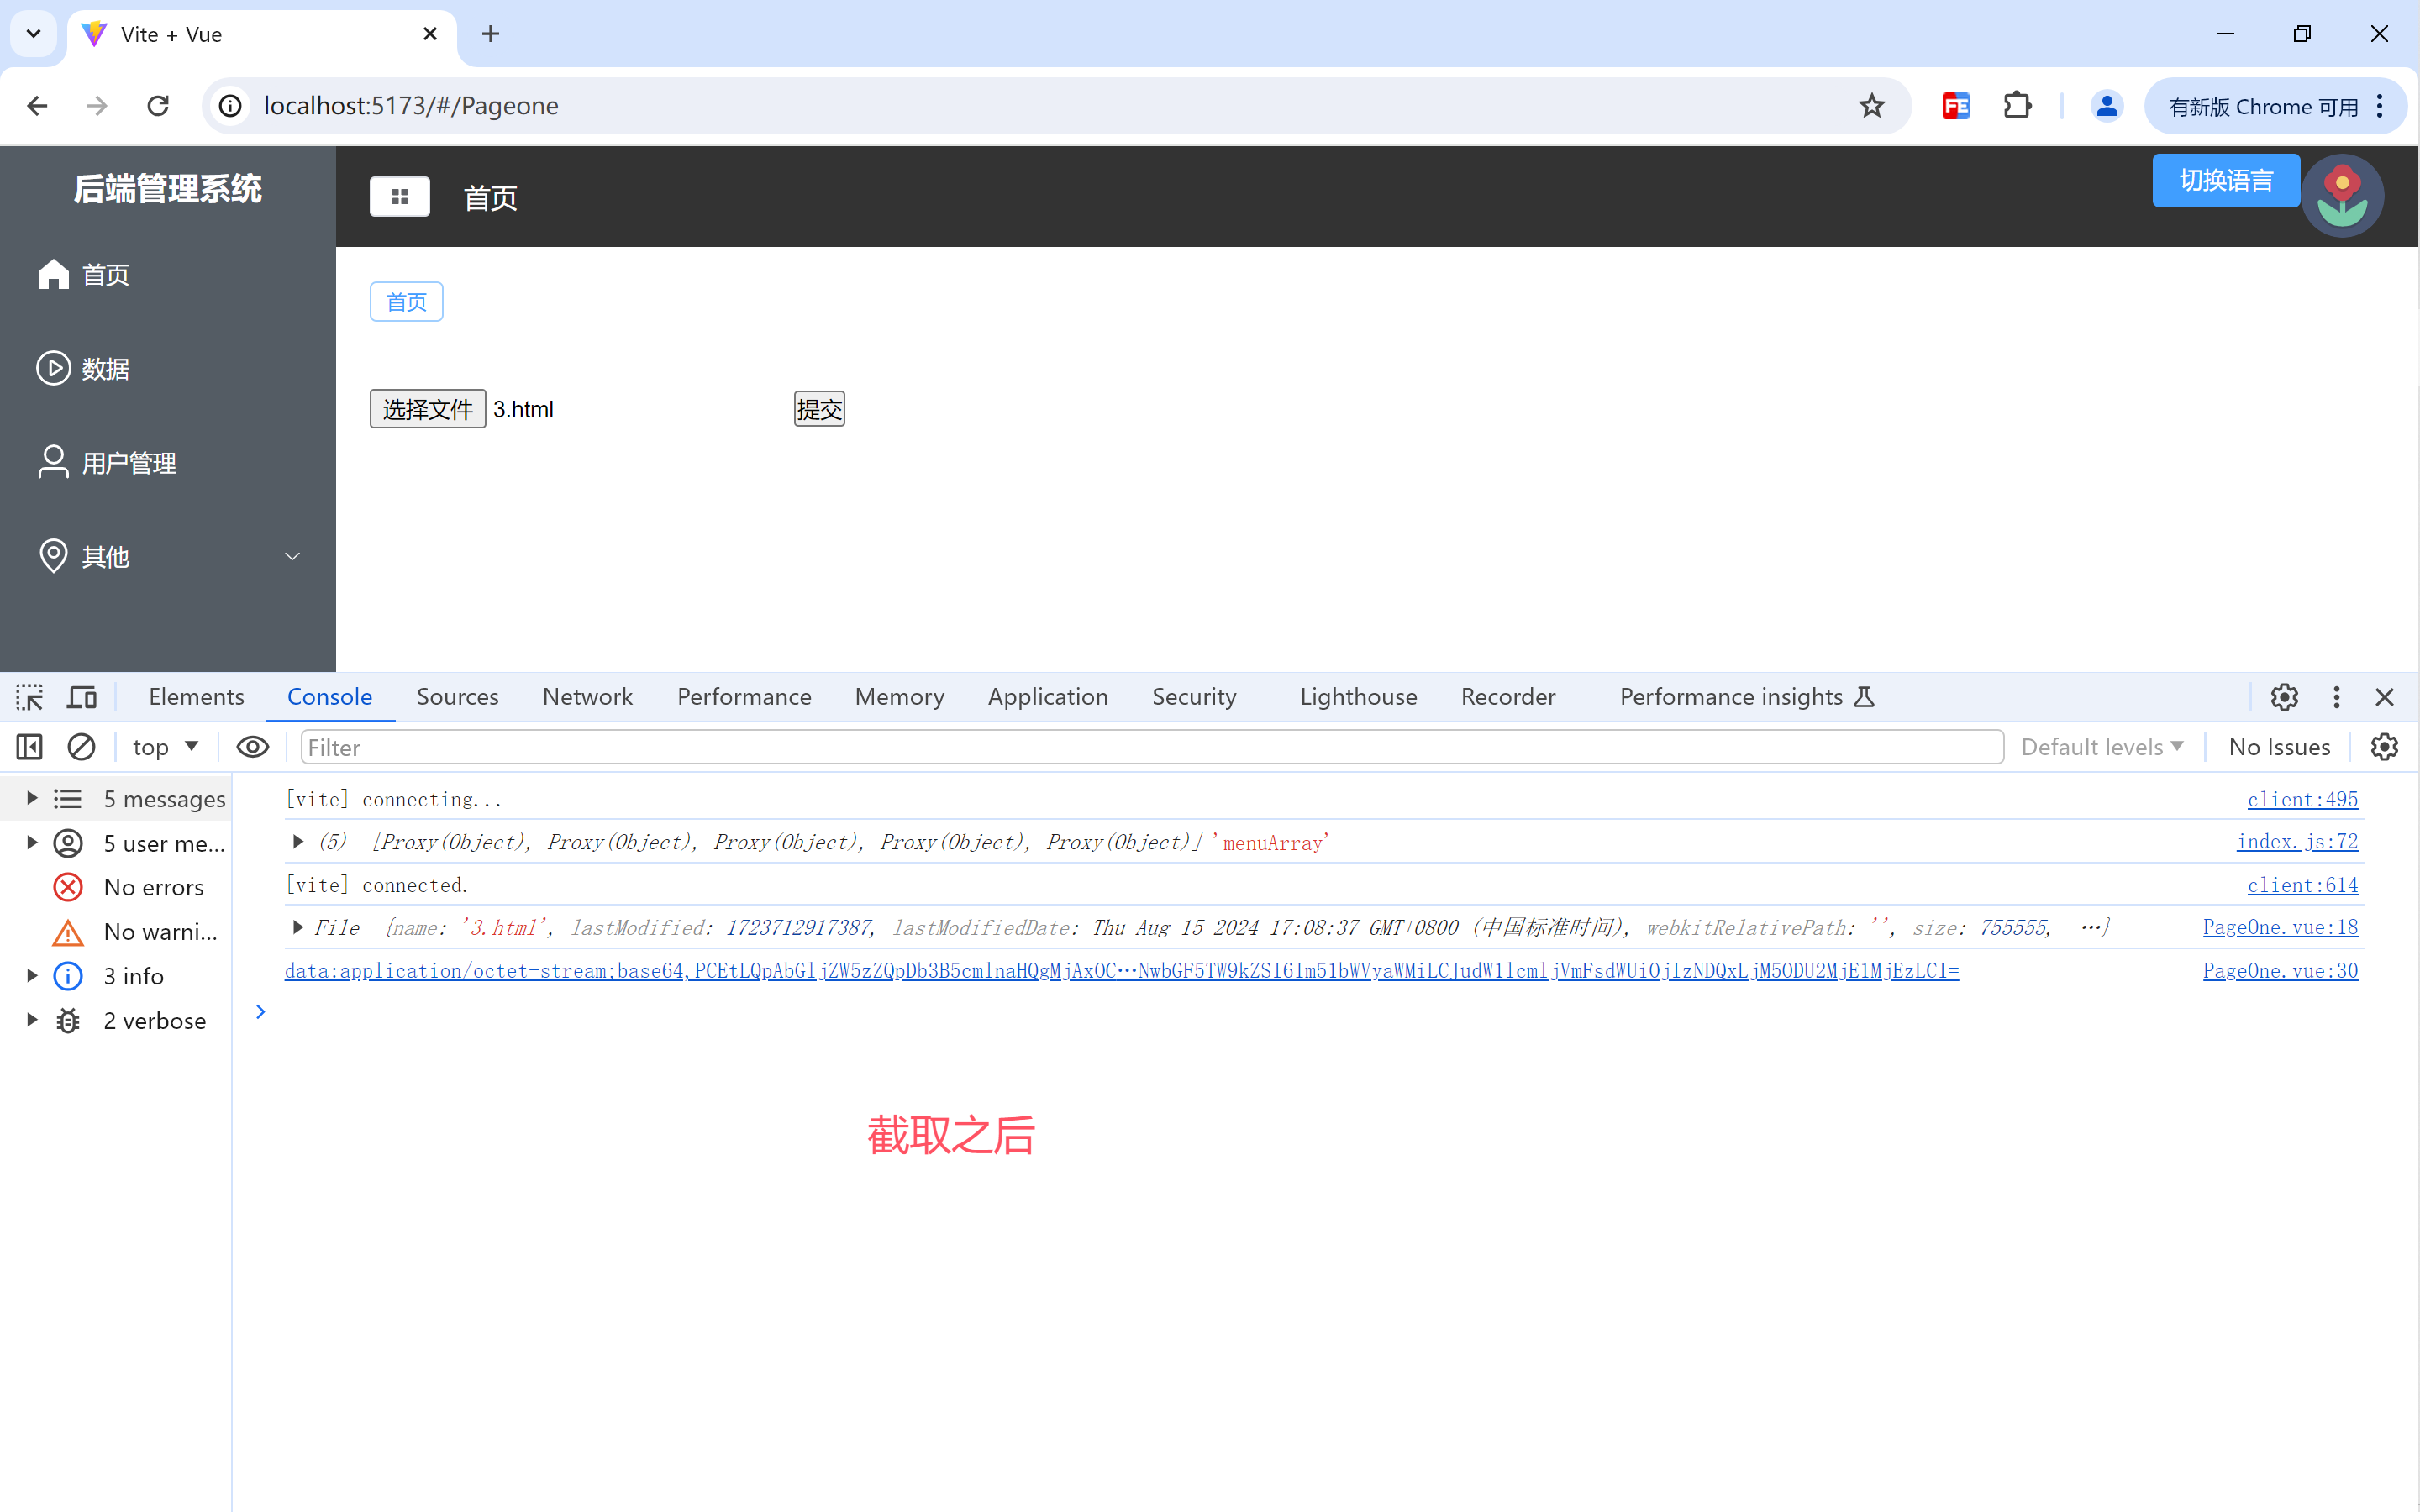 Vite + Vue
localhost:5173/#/Pageone
FE
有新版 Chrome 可用
后端管理系统
首页
切换语言
首页
数据
用户管理
其他
首页
选择文件 3.html
提交
Elements Console Sources Network Performance Memory Application Security Lighthouse Recorder Performance insights
top Filter Default levels No Issues
5 messages
5 user me...
No errors
No warni...
3 info
2 verbose
[vite] connecting... client:495
(5) [Proxy(Object), Proxy(Object), Proxy(Object), Proxy(Object), Proxy(Object)] 'menuArray' index.js:72
[vite] connected. client:614
File {name: '3.html', lastModified: 1723712917387, lastModifiedDate: Thu Aug 15 2024 17:08:37 GMT+0800 (中国标准时间), webkitRelativePath: '', size: 755555, …} PageOne.vue:18
data:application/octet-stream;base64,PCEtLQpAbGljZW5zZQpDb3B5cmlnaHQgMjAxOC…NwbGF5TW9kZSI6Im51bWVyaWMiLCJudW1lcmljVmFsdWUiOjIzNDQxLjM5ODU2MjE1MjEzLCI= PageOne.vue:30
截取之后